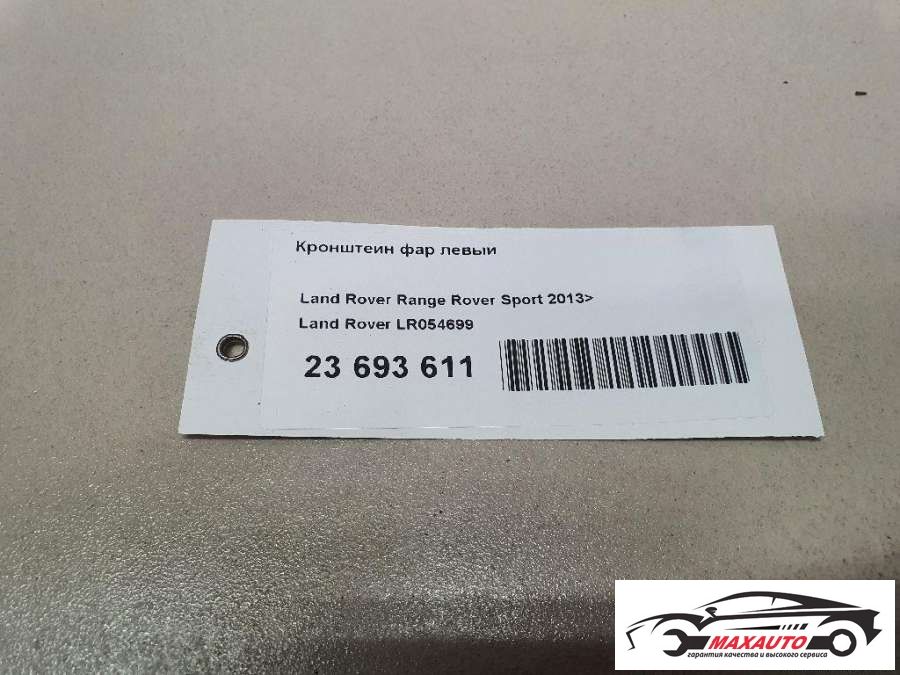 Кронштейн фар левый
Land Rover Range Rover Sport 2013>
Land Rover LR054699
23 693 611
MAXAUTO
гарантия качества и высокого сервиса